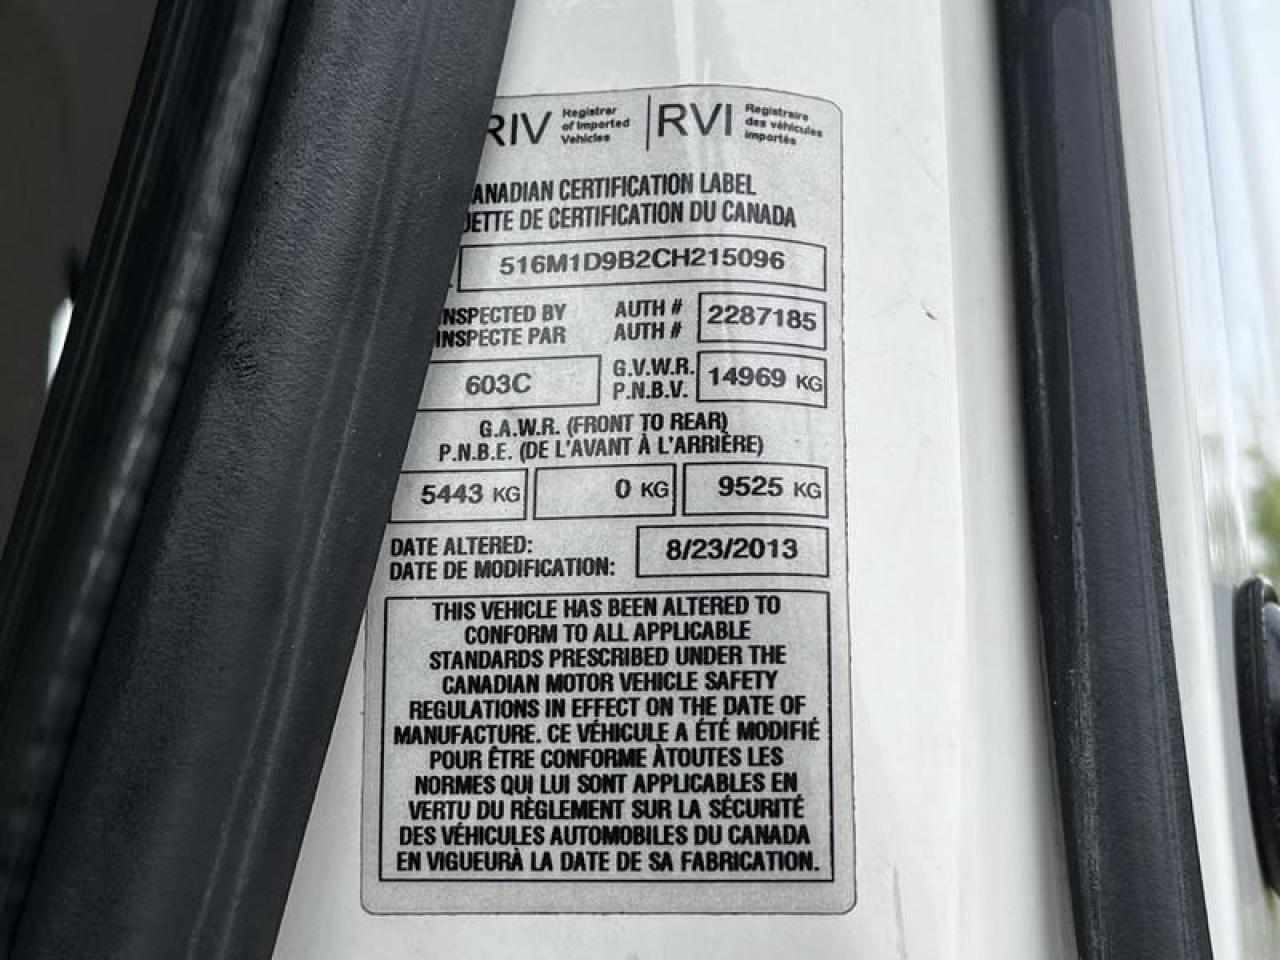 RIV Registrar of Imported Vehicles | RVI Registraire des véhicules importés
ANADIAN CERTIFICATION LABEL
JETTE DE CERTIFICATION DU CANADA
516M1D9B2CH215096
NSPECTED BY AUTH # 2287185
INSPECTE PAR AUTH #
603C G.V.W.R. P.N.B.V. 14969 KG
G.A.W.R. (FRONT TO REAR)
P.N.B.E. (DE L'AVANT À L'ARRIÈRE)
5443 KG 0 KG 9525 KG
DATE ALTERED: 8/23/2013
DATE DE MODIFICATION:
THIS VEHICLE HAS BEEN ALTERED TO
CONFORM TO ALL APPLICABLE
STANDARDS PRESCRIBED UNDER THE
CANADIAN MOTOR VEHICLE SAFETY
REGULATIONS IN EFFECT ON THE DATE OF
MANUFACTURE. CE VÉHICULE A ÉTÉ MODIFIÉ
POUR ÊTRE CONFORME ÀTOUTES LES
NORMES QUI LUI SONT APPLICABLES EN
VERTU DU RÈGLEMENT SUR LA SÉCURITÉ
DES VÉHICULES AUTOMOBILES DU CANADA
EN VIGUEURÀ LA DATE DE SA FABRICATION.